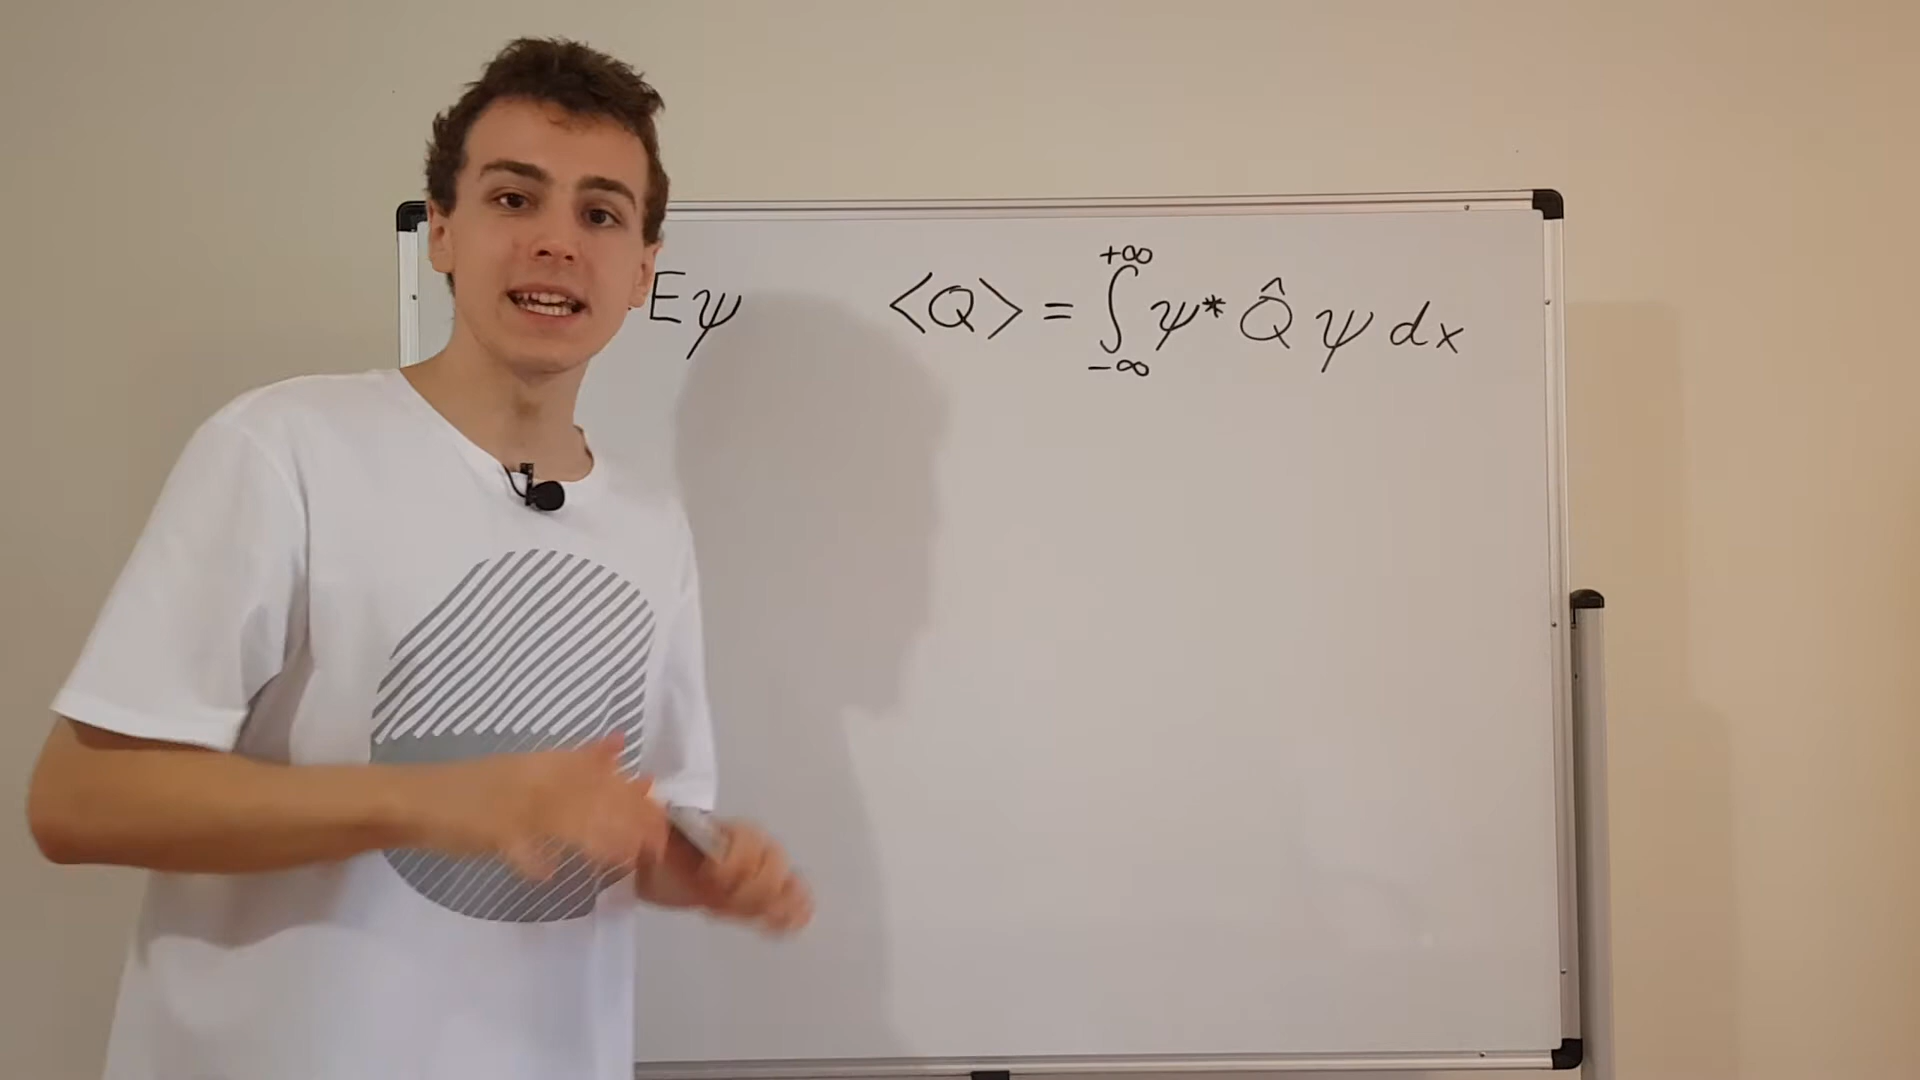 Eψ
<Q> = ∫_{-∞}^{+∞} ψ* Q̂ ψ dx